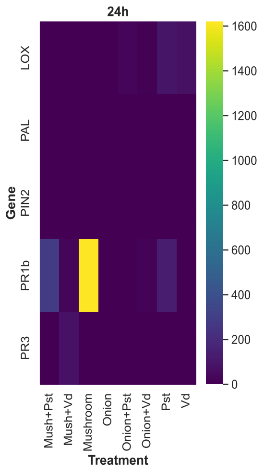 24h
1600
1400
1200
1000
800
600
400
200
0
Gene
LOX
PAL
PIN2
PR1b
PR3
Mush+Pst
Mush+Vd
Mushroom
Onion
Onion+Pst
Onion+Vd
Pst
Vd
Treatment